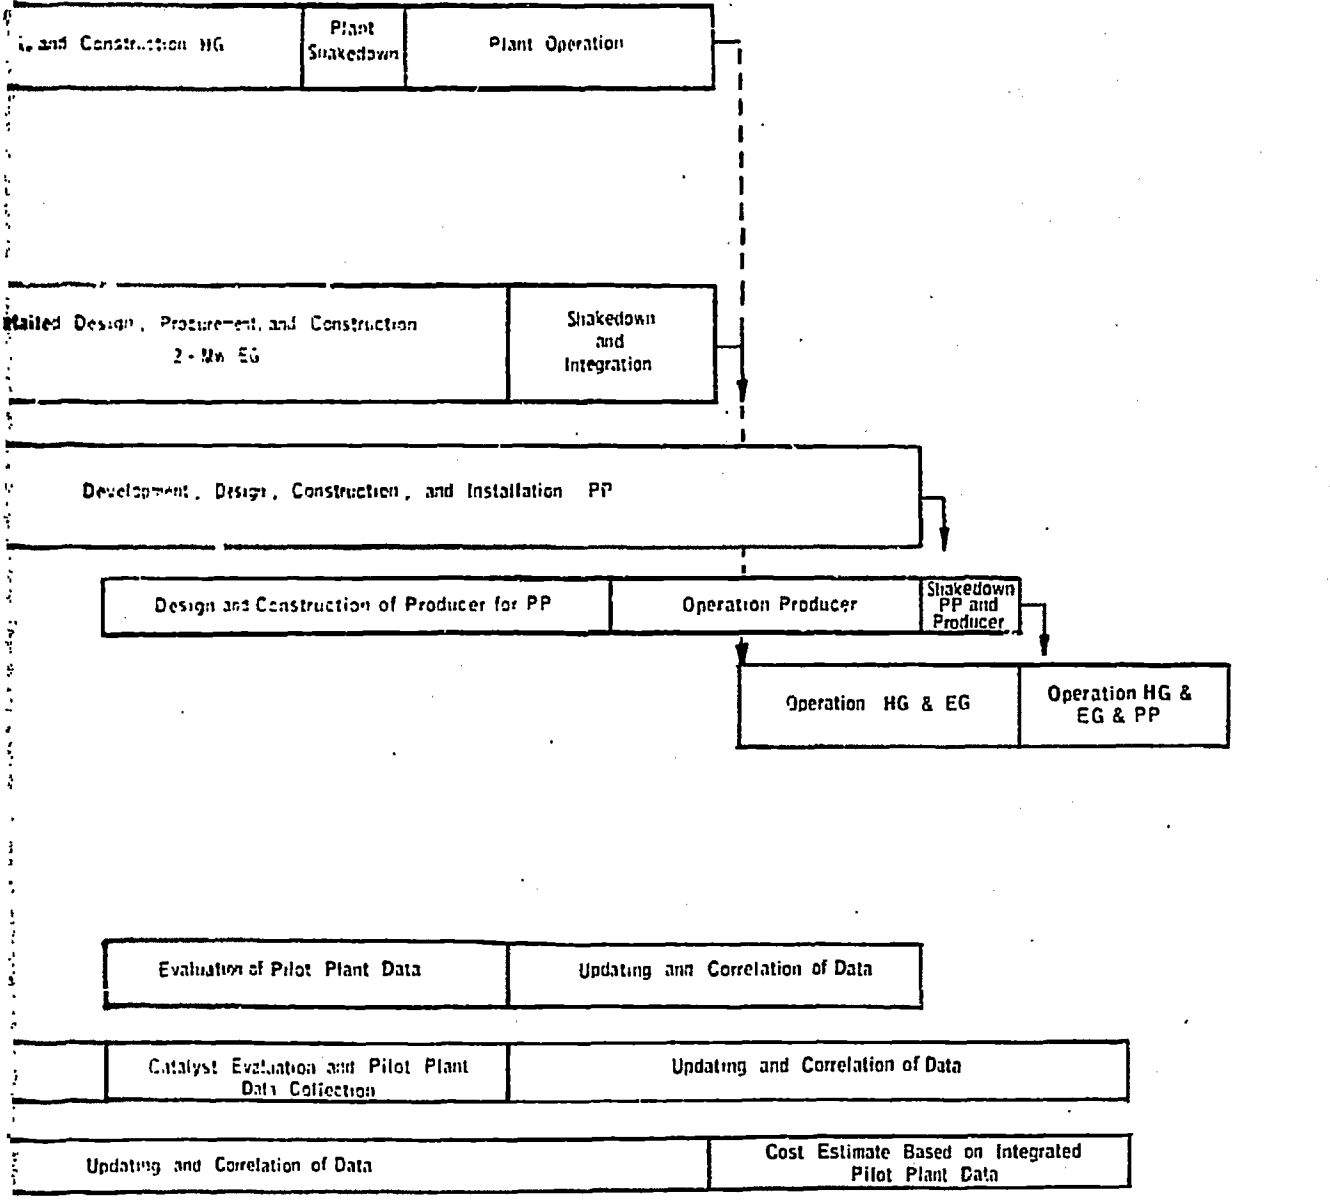 and Construction HG
Plant
Shakedown
Plant Operation
Design, Procurement, and Construction
2 - Mw EG
Shakedown
and
Integration
Development, Design, Construction, and Installation PP
Design and Construction of Producer for PP
Operation Producer
Shakedown
PP and
Producer
Operation HG & EG
Operation HG &
EG & PP
Evaluation of Pilot Plant Data
Updating and Correlation of Data
Catalyst Evaluation and Pilot Plant
Data Collection
Updating and Correlation of Data
Updating and Correlation of Data
Cost Estimate Based on Integrated
Pilot Plant Data